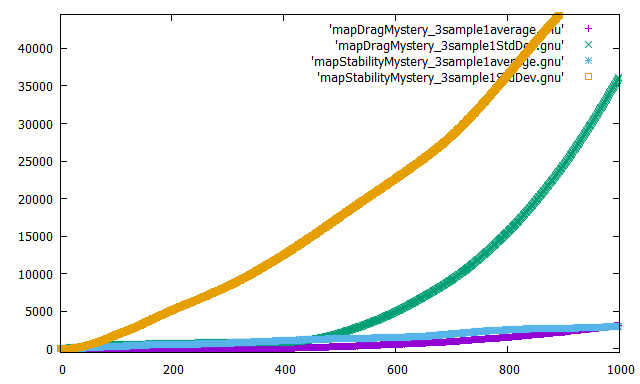 'mapDragMystery_3sample1average.gnu'
'mapDragMystery_3sample1StdDev.gnu'
'mapStabilityMystery_3sample1average.gnu'
'mapStabilityMystery_3sample1StdDev.gnu'
40000
35000
30000
25000
20000
15000
10000
5000
0
0 200 400 600 800 1000